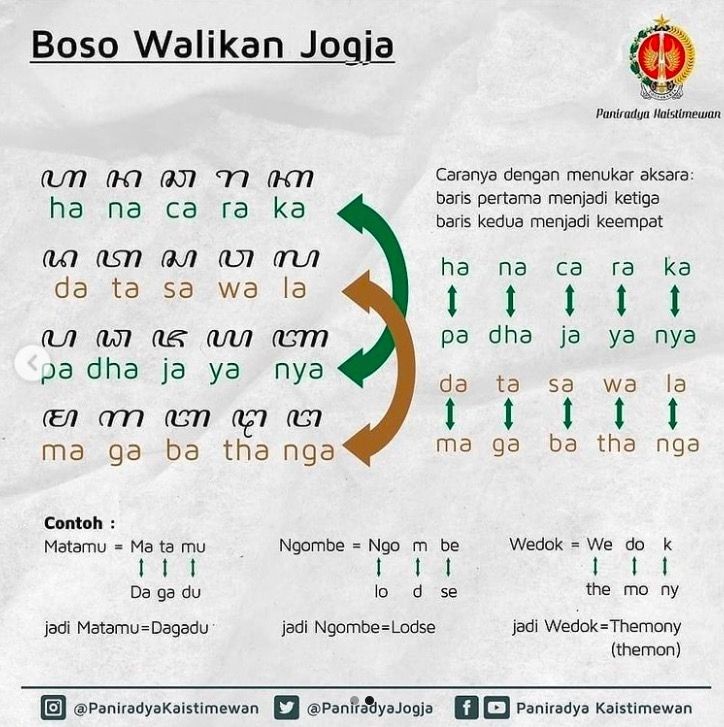 Boso Walikan Jogja
Paniradya Kaistimewan
ꦲ ꦤ ꦕ ꦫ ꦏ
ha na ca ra ka
ꦢ ꦠ ꦱ ꦮ ꦭ
da ta sa wa la
ꦥ ꦝ ꦗ ꦪ ꦚ
pa dha ja ya nya
ꦩ ꦒ ꦧ ꦛ ꦔ
ma ga ba tha nga
Caranya dengan menukar aksara:
baris pertama menjadi ketiga
baris kedua menjadi keempat
ha na ca ra ka
pa dha ja ya nya
da ta sa wa la
ma ga ba tha nga
Contoh :
Matamu = Ma ta mu
Da ga du
jadi Matamu=Dagadu
Ngombe = Ngo m be
lo d se
jadi Ngombe=Lodse
Wedok = We do k
the mo ny
jadi Wedok=Themony
(themon)
@PaniradyaKaistimewan @PaniradyaJogja Paniradya Kaistimewan